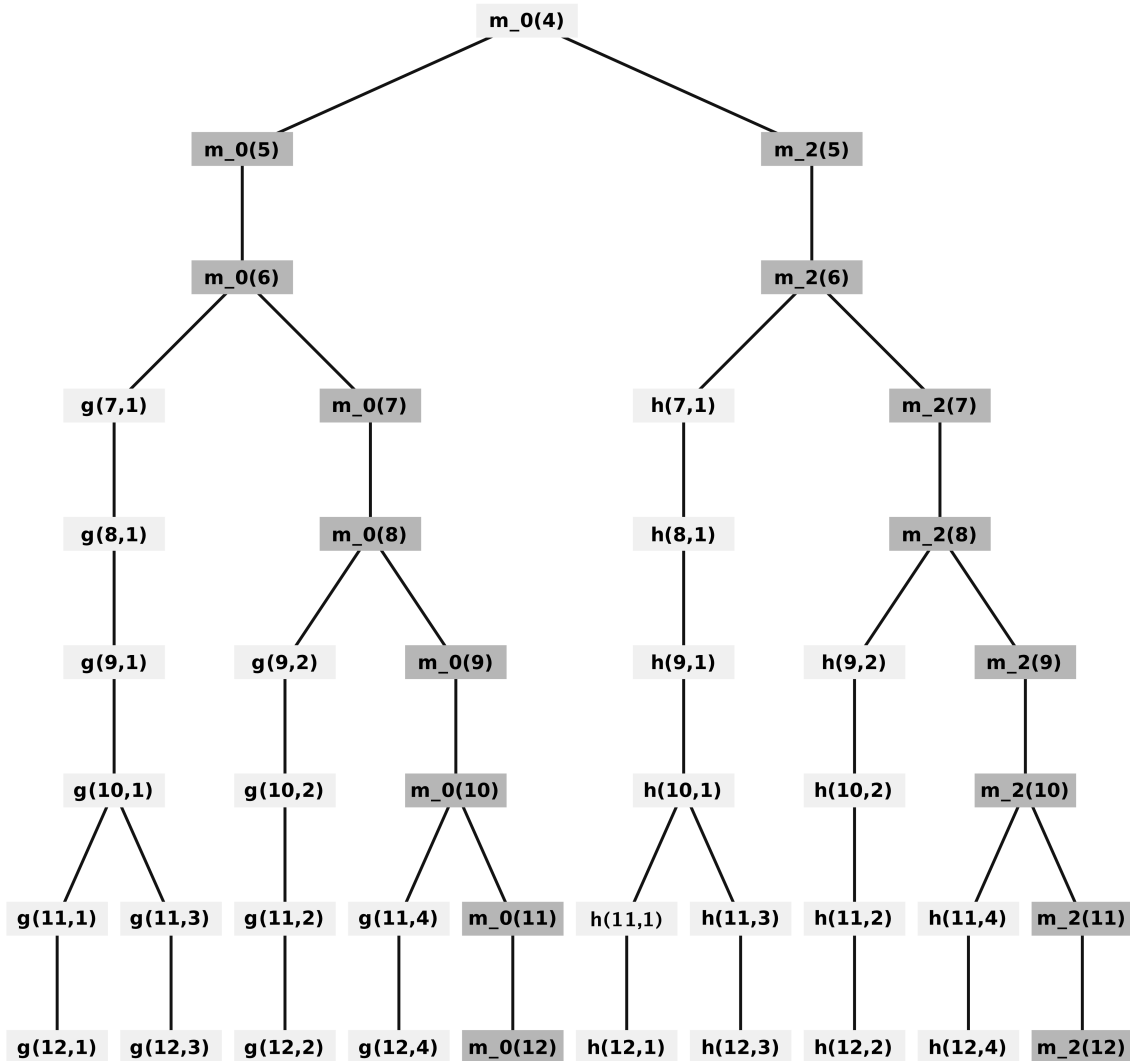 m_0(4)
m_0(5) m_2(5)
m_0(6) m_2(6)
g(7,1) m_0(7) h(7,1) m_2(7)
g(8,1) m_0(8) h(8,1) m_2(8)
g(9,1) g(9,2) m_0(9) h(9,1) h(9,2) m_2(9)
g(10,1) g(10,2) m_0(10) h(10,1) h(10,2) m_2(10)
g(11,1) g(11,3) g(11,2) g(11,4) m_0(11) h(11,1) h(11,3) h(11,2) h(11,4) m_2(11)
g(12,1) g(12,3) g(12,2) g(12,4) m_0(12) h(12,1) h(12,3) h(12,2) h(12,4) m_2(12)